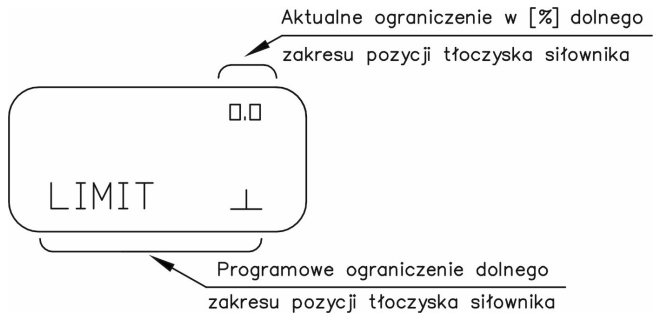 Aktualne ograniczenie w [%] dolnego
zakresu pozycji tłoczyska siłownika
0.0
LIMIT ⊥
Programowe ograniczenie dolnego
zakresu pozycji tłoczyska siłownika